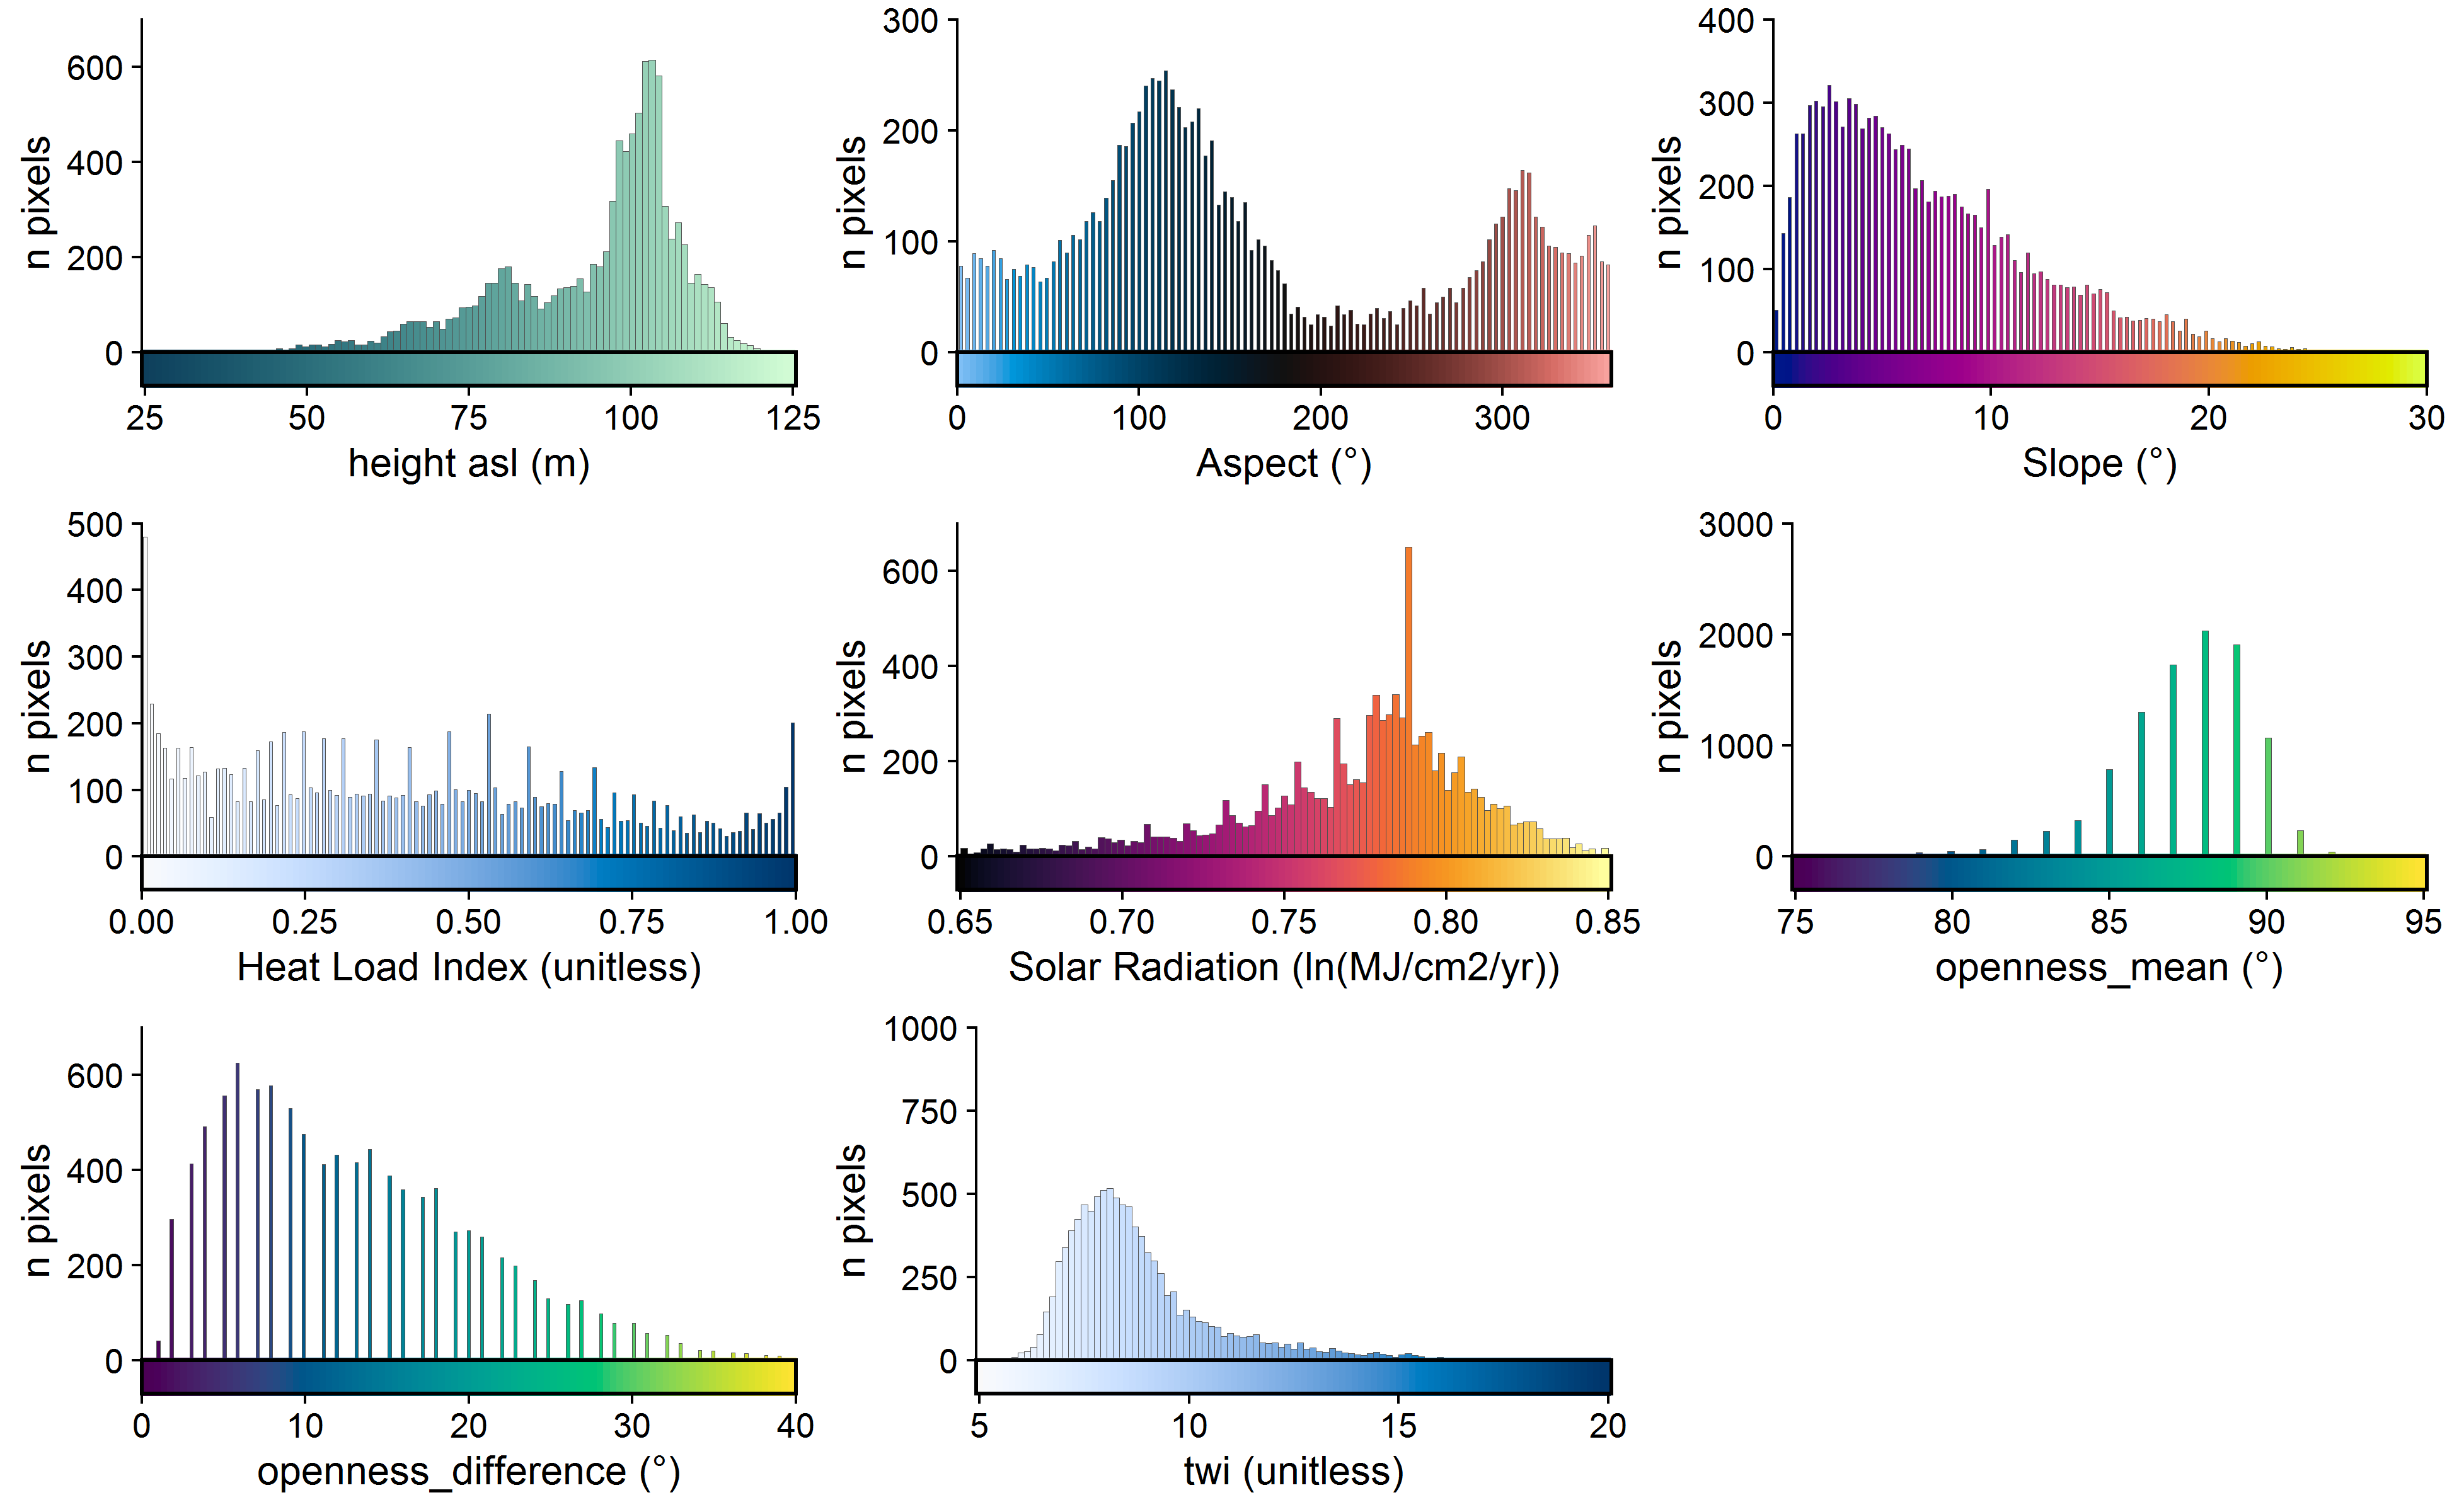 n pixels
600
400
200
0
25 50 75 100 125
height asl (m)
n pixels
300
200
100
0
0 100 200 300
Aspect (°)
n pixels
400
300
200
100
0
0 10 20 30
Slope (°)
n pixels
500
400
300
200
100
0
0.00 0.25 0.50 0.75 1.00
Heat Load Index (unitless)
n pixels
600
400
200
0
0.65 0.70 0.75 0.80 0.85
Solar Radiation (ln(MJ/cm2/yr))
n pixels
3000
2000
1000
0
75 80 85 90 95
openness_mean (°)
n pixels
600
400
200
0
0 10 20 30 40
openness_difference (°)
n pixels
1000
750
500
250
0
5 10 15 20
twi (unitless)